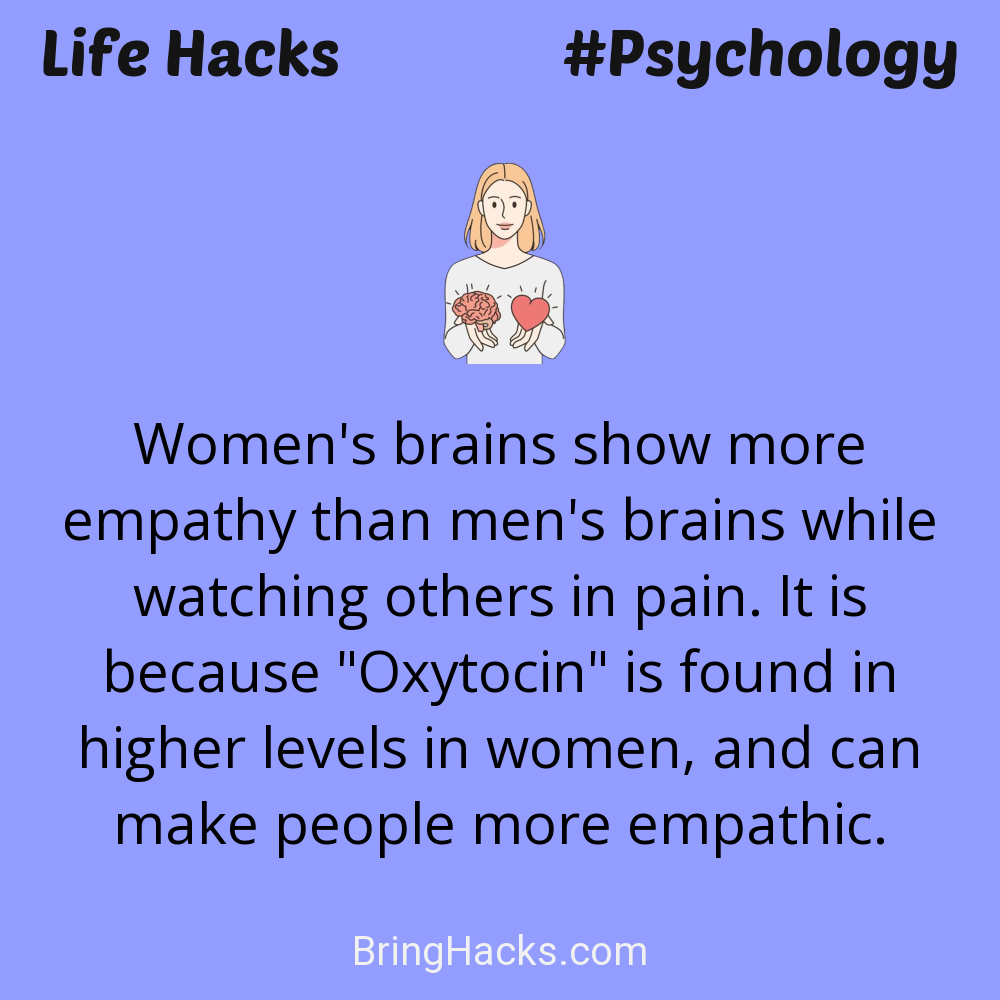 Life Hacks #Psychology
Women's brains show more
empathy than men's brains while
watching others in pain. It is
because "Oxytocin" is found in
higher levels in women, and can
make people more empathic.
BringHacks.com